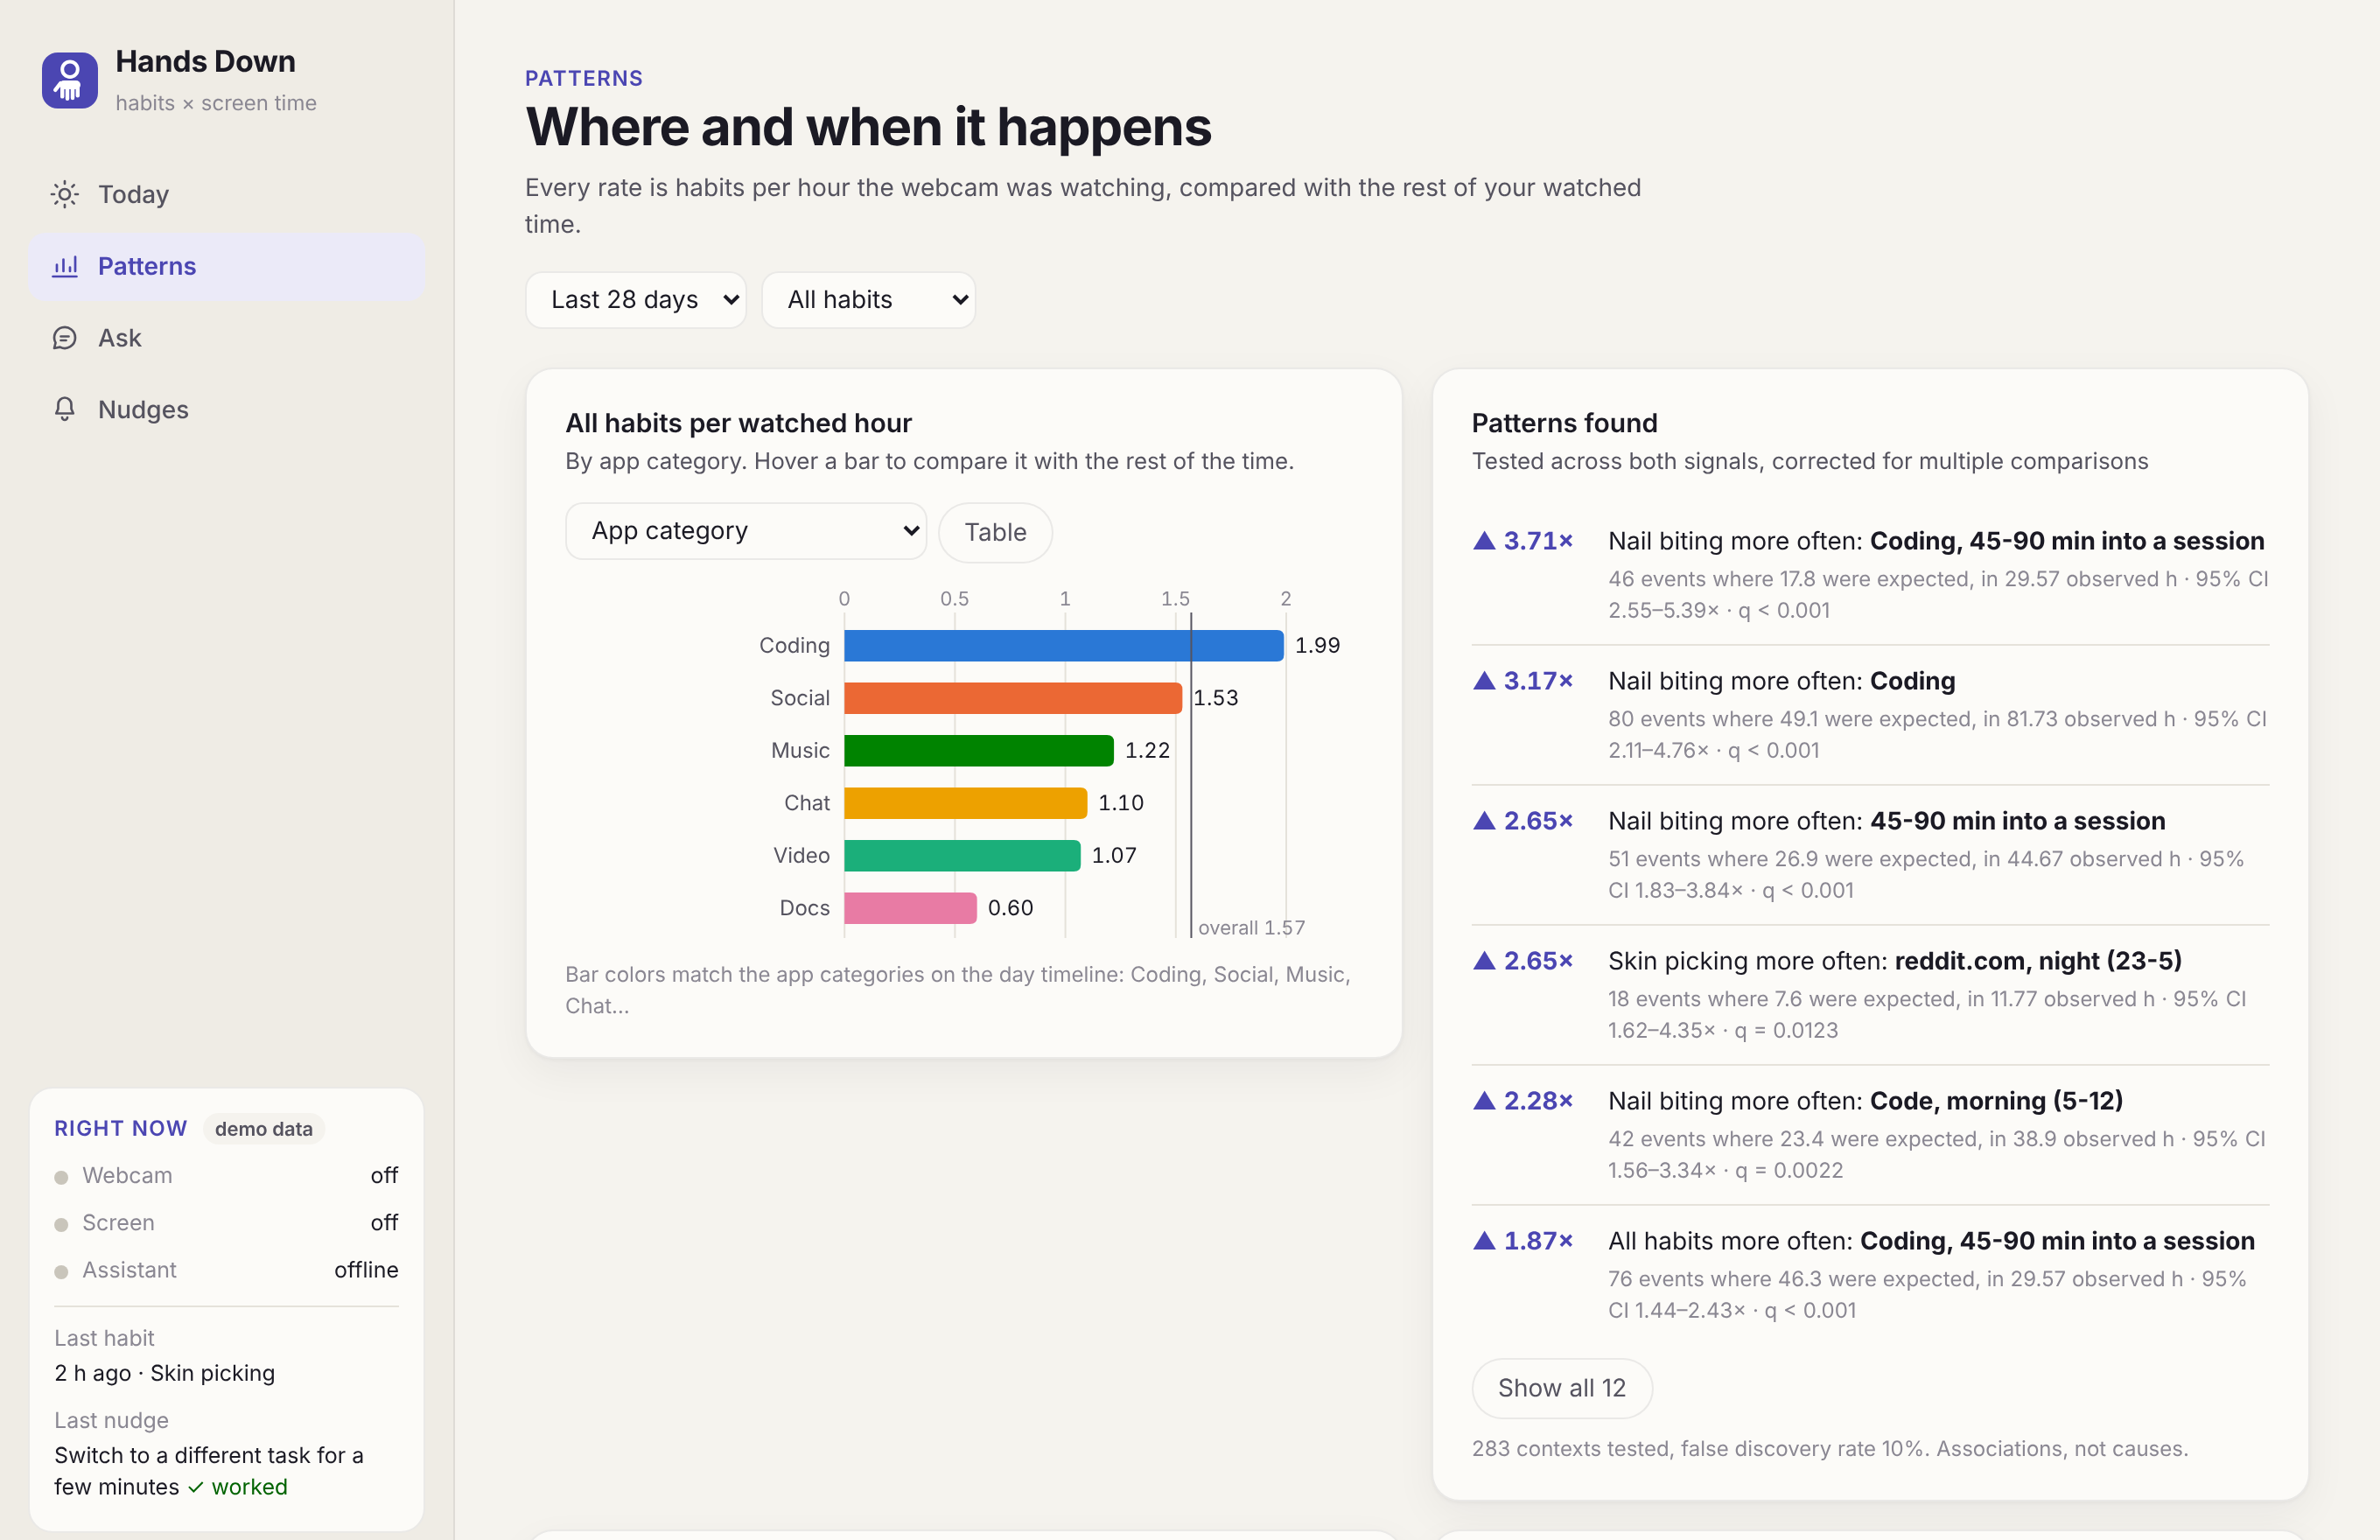 Hands Down
habits × screen time
Today
Patterns
Ask
Nudges
RIGHT NOW demo data
Webcam off
Screen off
Assistant offline
Last habit
2 h ago · Skin picking
Last nudge
Switch to a different task for a
few minutes ✓ worked
PATTERNS
Where and when it happens
Every rate is habits per hour the webcam was watching, compared with the rest of your watched
time.
Last 28 days All habits
All habits per watched hour
By app category. Hover a bar to compare it with the rest of the time.
App category Table
0 0.5 1 1.5 2
Coding 1.99
Social 1.53
Music 1.22
Chat 1.10
Video 1.07
Docs 0.60
overall 1.57
Bar colors match the app categories on the day timeline: Coding, Social, Music,
Chat...
Patterns found
Tested across both signals, corrected for multiple comparisons
▲ 3.71× Nail biting more often: Coding, 45-90 min into a session
46 events where 17.8 were expected, in 29.57 observed h · 95% CI
2.55–5.39× · q < 0.001
▲ 3.17× Nail biting more often: Coding
80 events where 49.1 were expected, in 81.73 observed h · 95% CI
2.11–4.76× · q < 0.001
▲ 2.65× Nail biting more often: 45-90 min into a session
51 events where 26.9 were expected, in 44.67 observed h · 95%
CI 1.83–3.84× · q < 0.001
▲ 2.65× Skin picking more often: reddit.com, night (23-5)
18 events where 7.6 were expected, in 11.77 observed h · 95% CI
1.62–4.35× · q = 0.0123
▲ 2.28× Nail biting more often: Code, morning (5-12)
42 events where 23.4 were expected, in 38.9 observed h · 95% CI
1.56–3.34× · q = 0.0022
▲ 1.87× All habits more often: Coding, 45-90 min into a session
76 events where 46.3 were expected, in 29.57 observed h · 95%
CI 1.44–2.43× · q < 0.001
Show all 12
283 contexts tested, false discovery rate 10%. Associations, not causes.